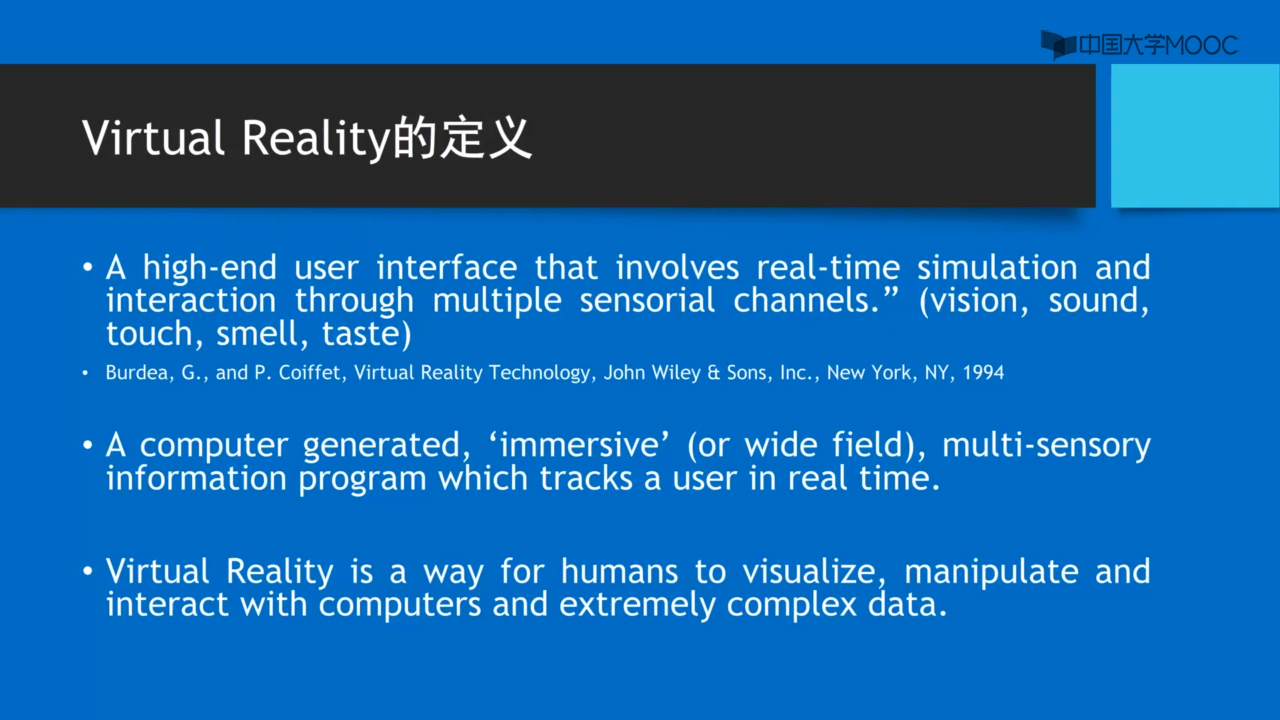 中国大学MOOC
Virtual Reality的定义
• A high-end user interface that involves real-time simulation and
interaction through multiple sensorial channels.” (vision, sound,
touch, smell, taste)
• Burdea, G., and P. Coiffet, Virtual Reality Technology, John Wiley & Sons, Inc., New York, NY, 1994
• A computer generated, ‘immersive’ (or wide field), multi-sensory
information program which tracks a user in real time.
• Virtual Reality is a way for humans to visualize, manipulate and
interact with computers and extremely complex data.